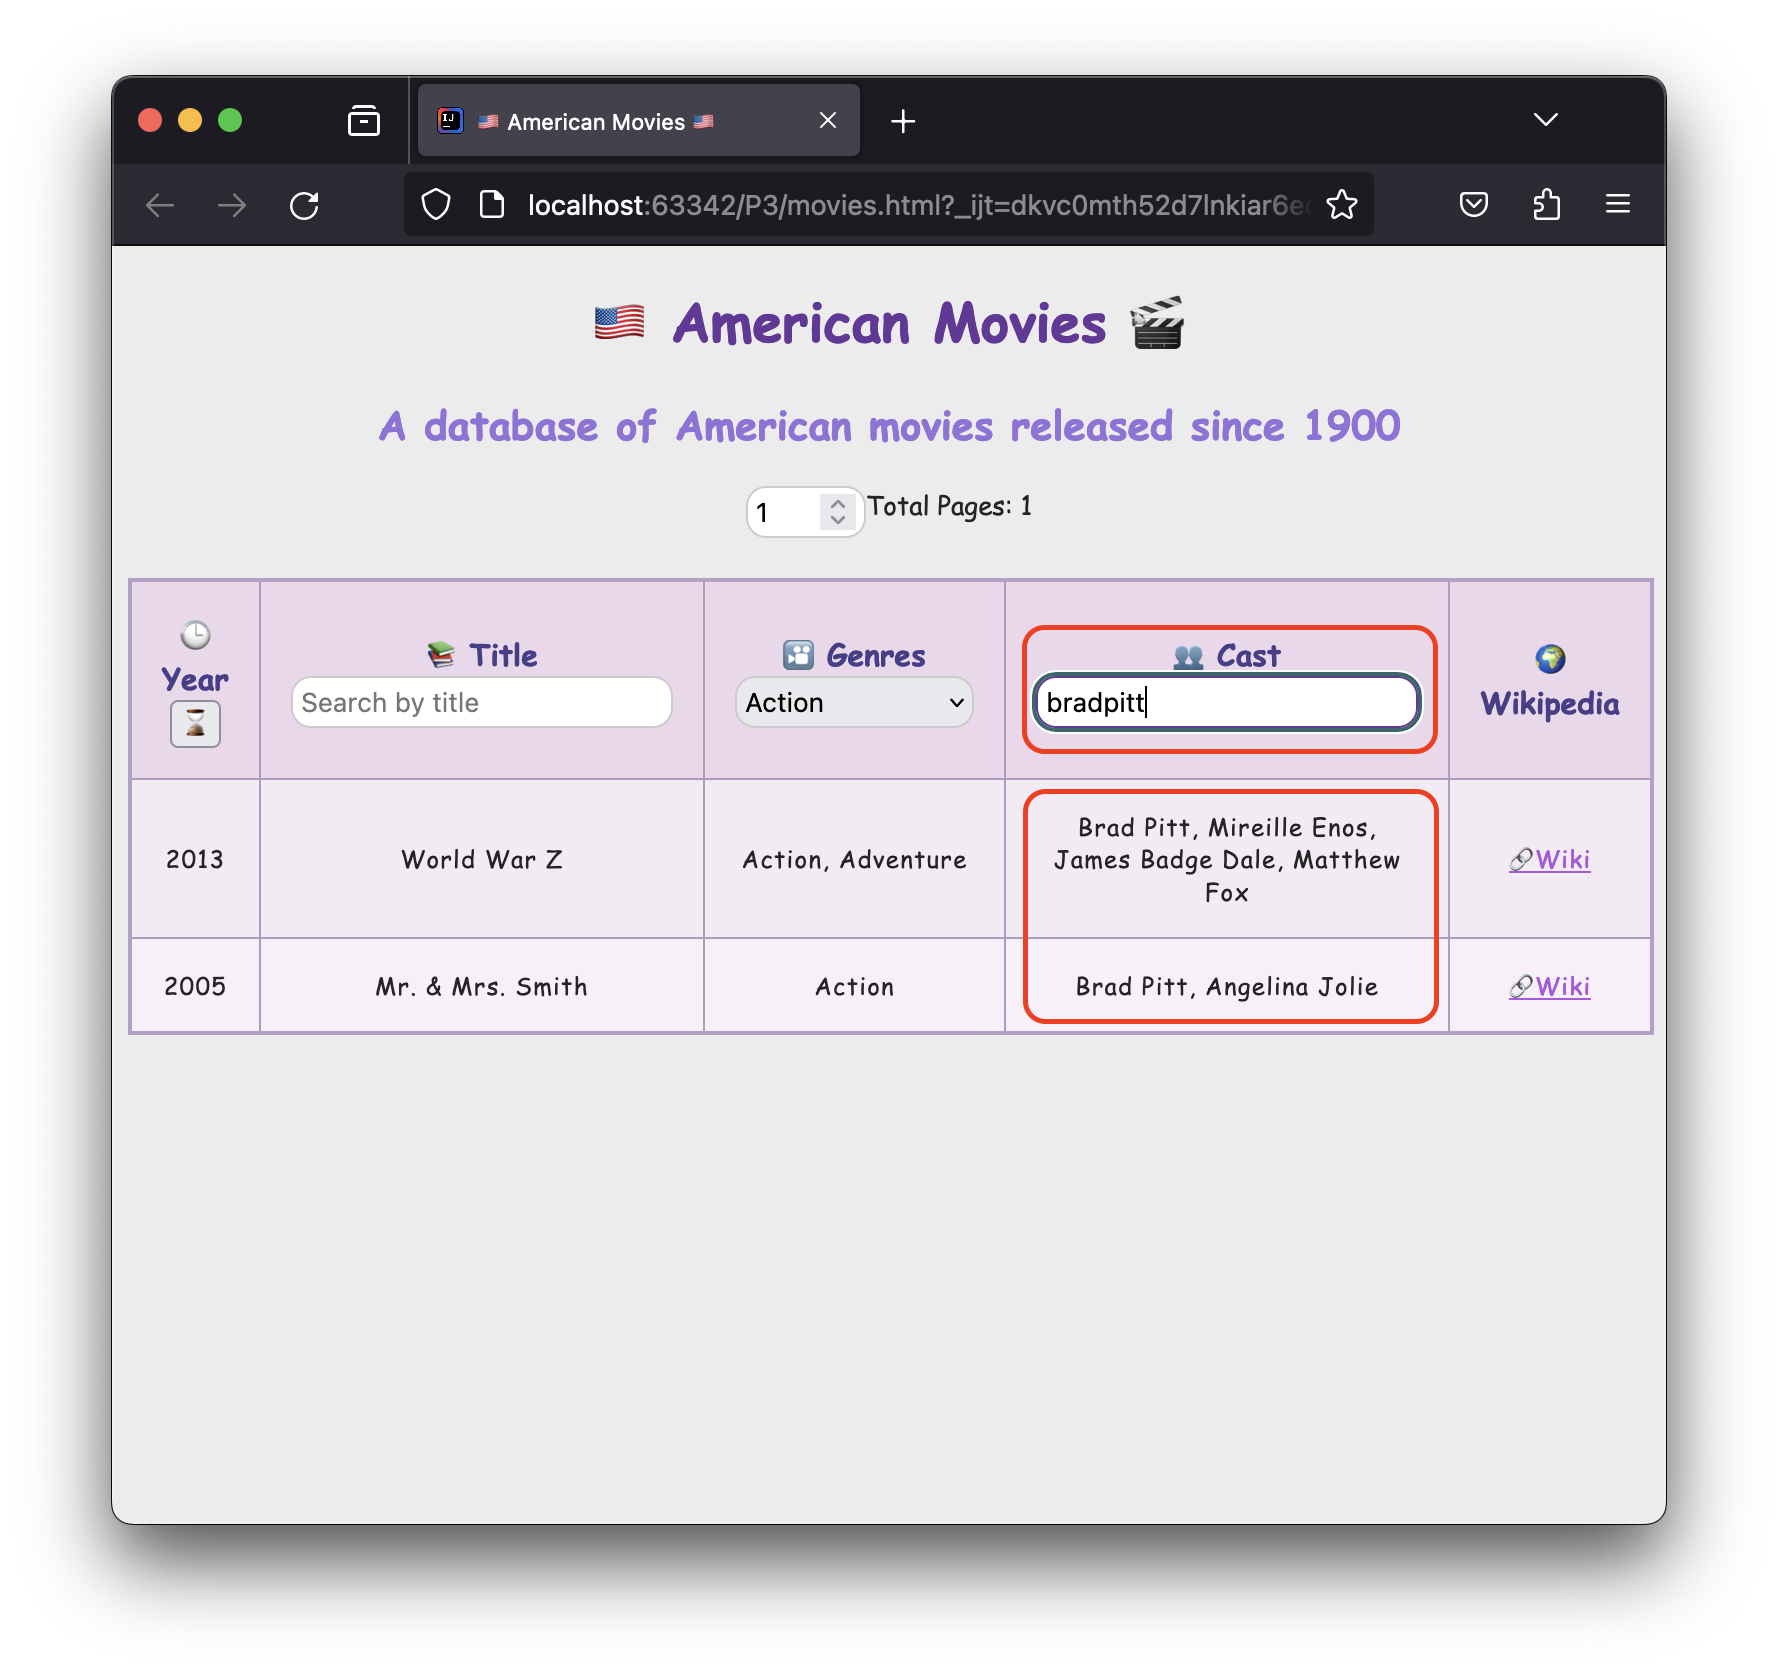 🇺🇸 American Movies 🇺🇸
localhost:63342/P3/movies.html?_ijt=dkvc0mth52d7lnkiar6e
🇺🇸 American Movies 🎬
A database of American movies released since 1900
1 Total Pages: 1
🕒 Year ⌛
📚 Title
Search by title
🎦 Genres
Action
👥 Cast
bradpitt
🌍 Wikipedia
2013
World War Z
Action, Adventure
Brad Pitt, Mireille Enos,
James Badge Dale, Matthew
Fox
🔗Wiki
2005
Mr. & Mrs. Smith
Action
Brad Pitt, Angelina Jolie
🔗Wiki